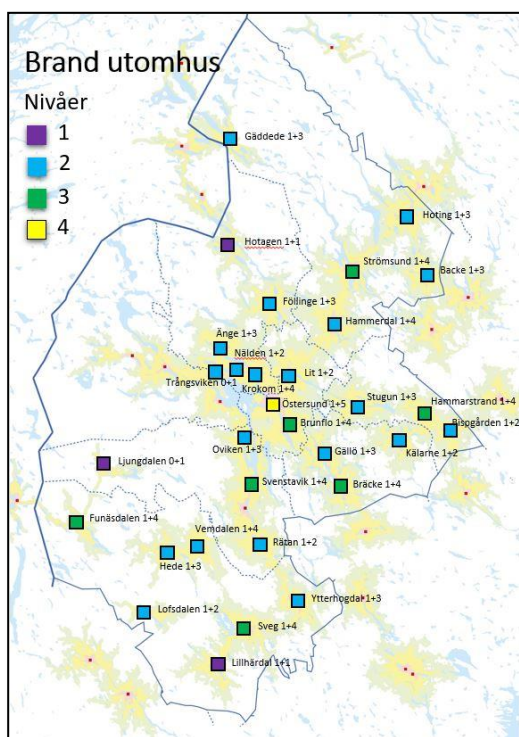 Brand utomhus
Nivåer
1
2
3
4
Gäddede 1+3
Hoting 1+3
Hotagen 1+1
Strömsund 1+4
Backe 1+3
Föllinge 1+3
Hammerdal 1+4
Änge 1+3
Nälden 1+2
Trångsviken 0+1
Krokom 1+4
Lit 1+2
Östersund 1+5
Stugun 1+3
Hammarstrand 1+4
Brunflo 1+4
Bispgården 1+2
Oviken 1+3
Gällö 1+3
Kälarne 1+2
Ljungdalen 0+1
Svenstavik 1+4
Bräcke 1+4
Funäsdalen 1+4
Vemdalen 1+4
Rätan 1+2
Hede 1+3
Ytterhogdal 1+3
Lofsdalen 1+2
Sveg 1+4
Lillhärdal 1+1